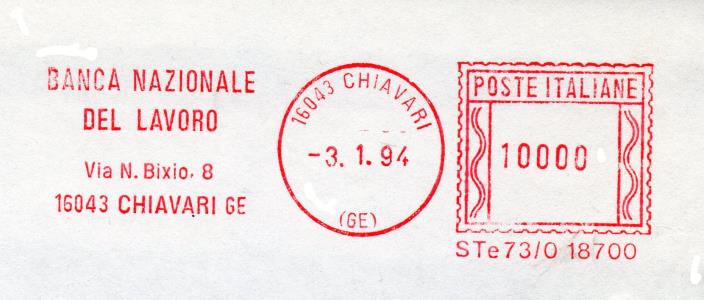 BANCA NAZIONALE
DEL LAVORO
Via N. Bixio, 8
16043 CHIAVARI GE
16043 CHIAVARI
-3. 1. 94
(GE)
POSTE ITALIANE
10000
STe73/0 18700